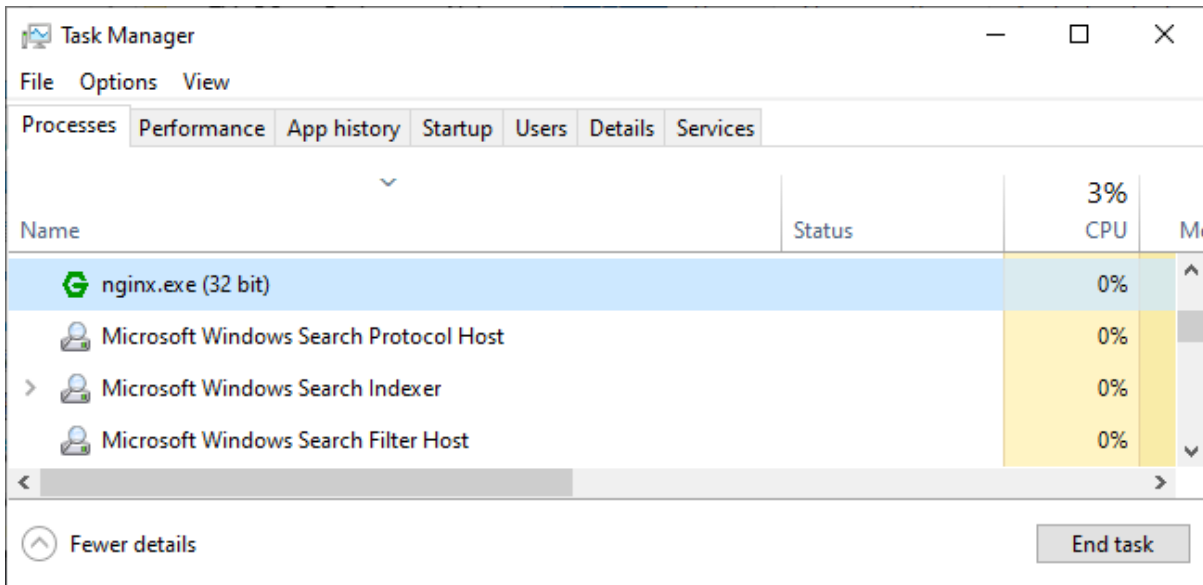 Task Manager
File Options View
Processes Performance App history Startup Users Details Services
3%
Name Status CPU
nginx.exe (32 bit) 0%
Microsoft Windows Search Protocol Host 0%
Microsoft Windows Search Indexer 0%
Microsoft Windows Search Filter Host 0%
Fewer details End task